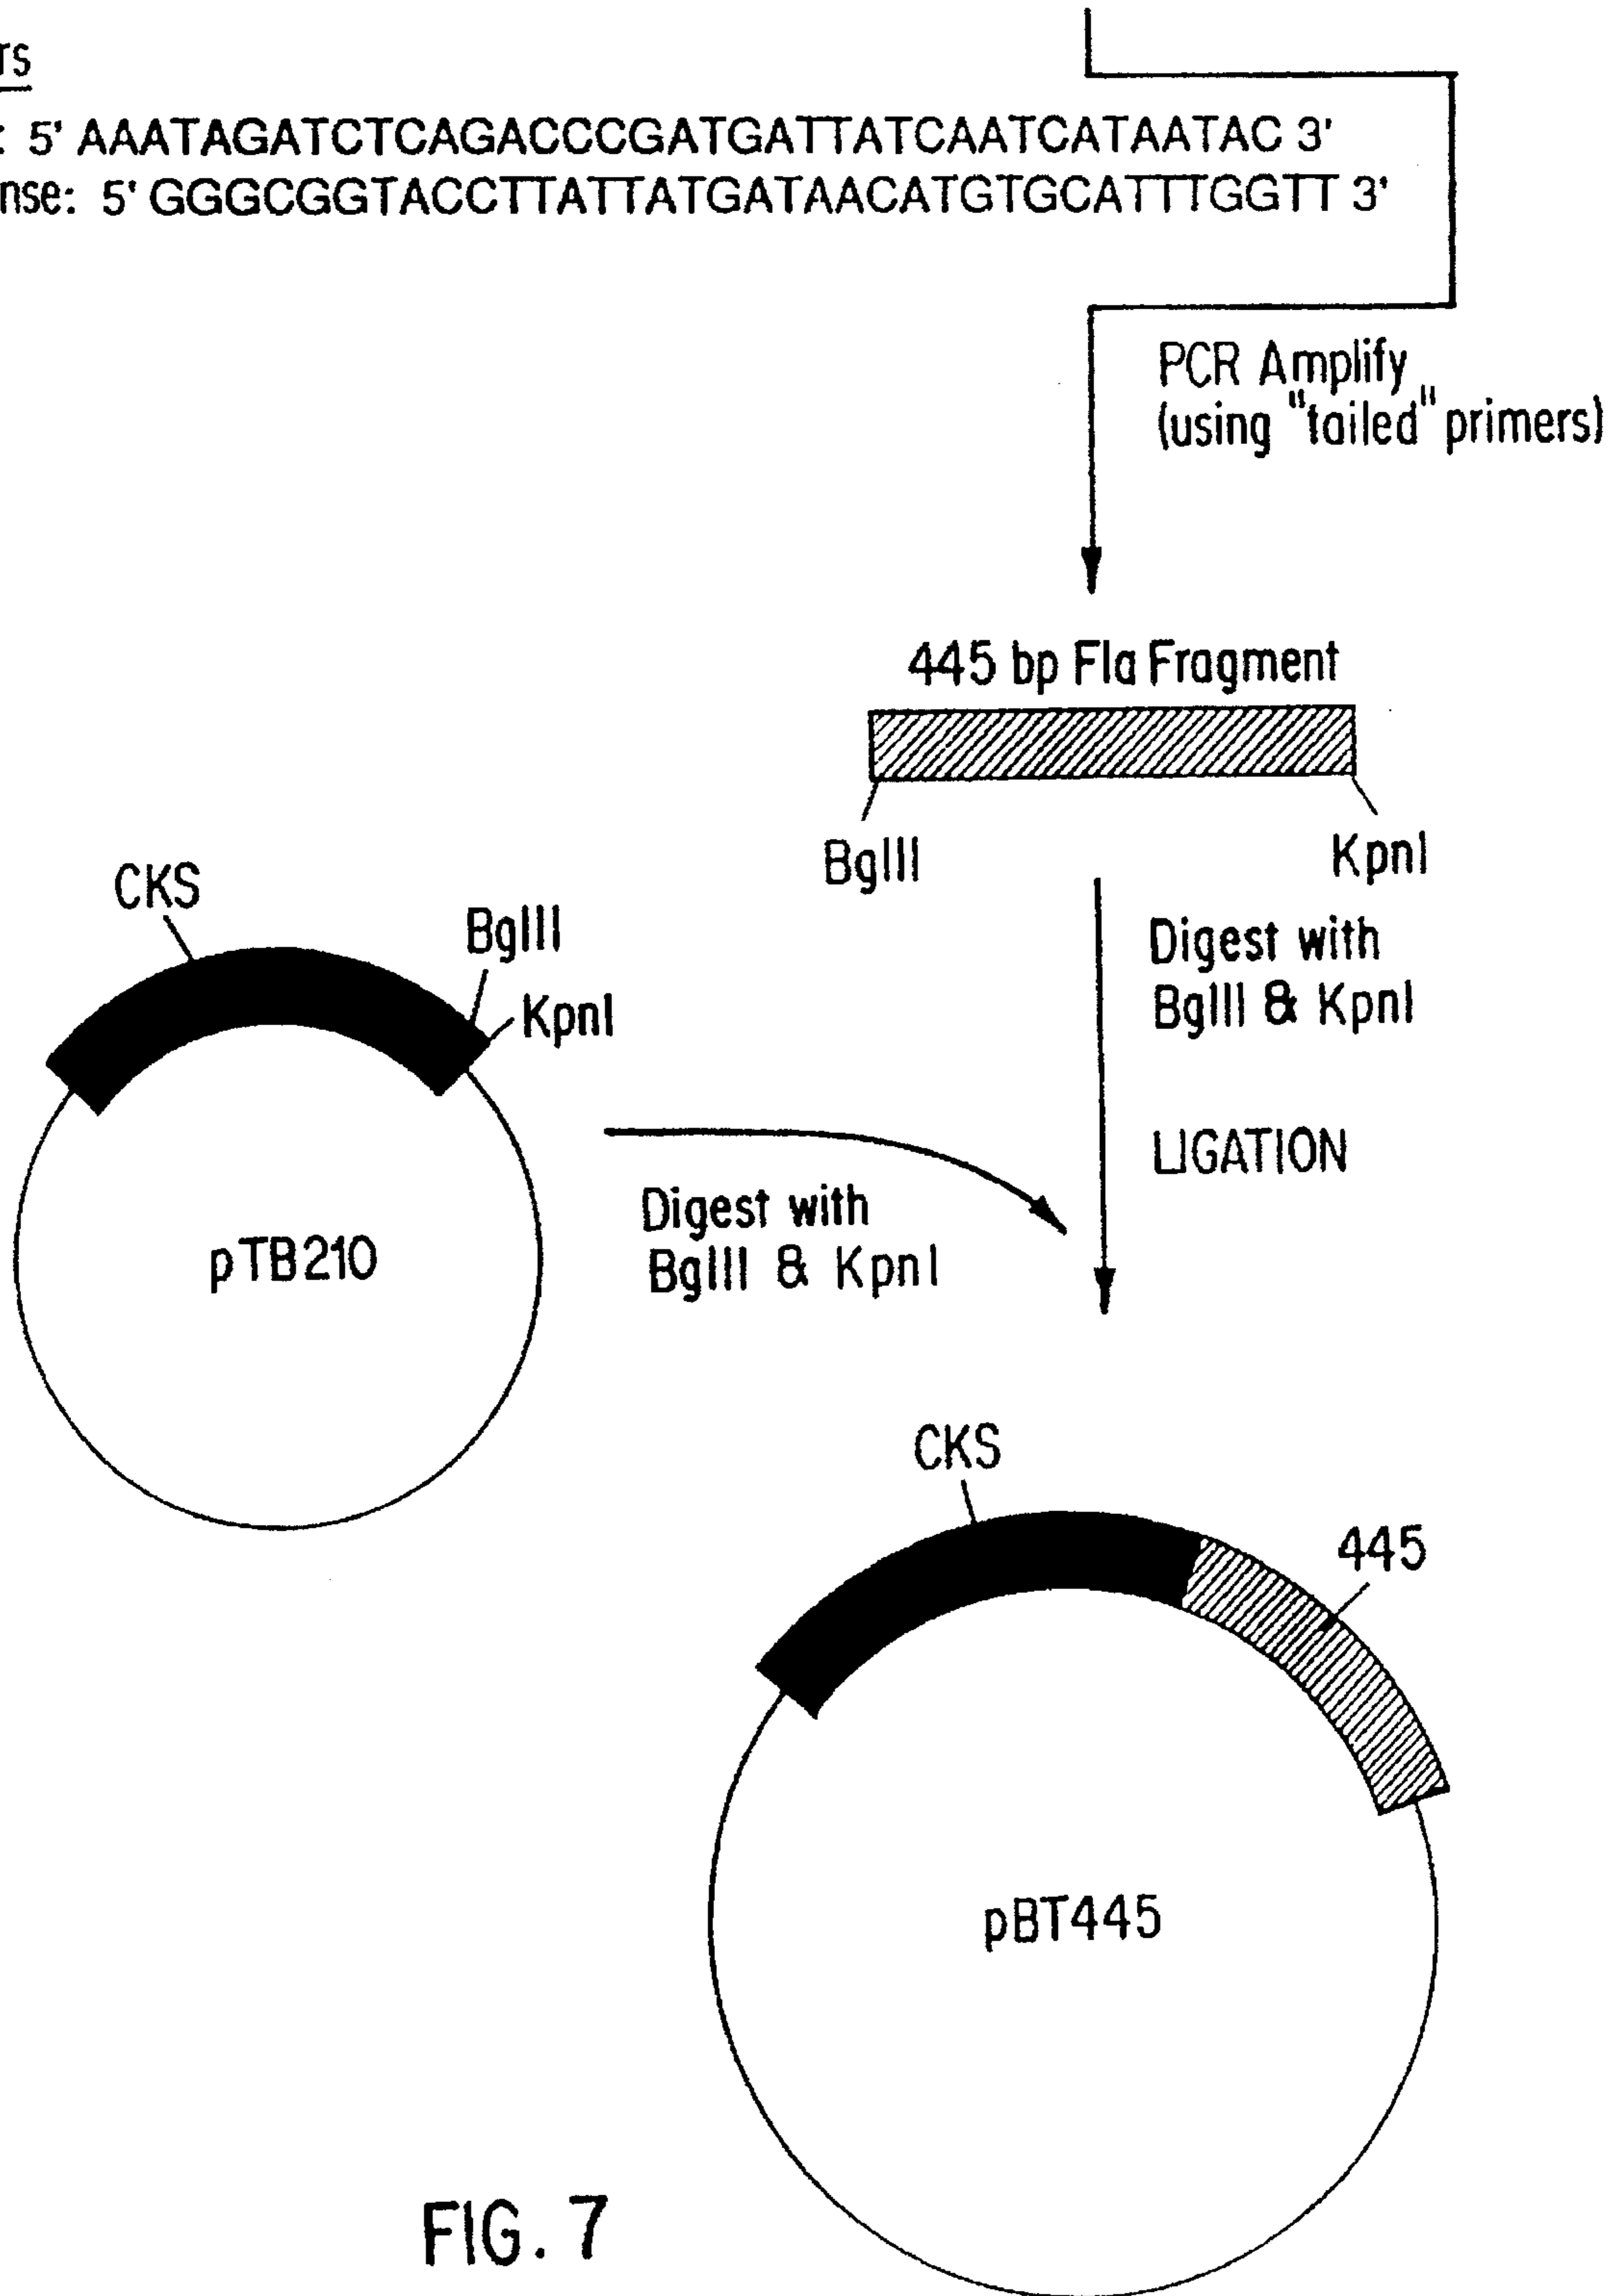 rs
: 5' AAATAGATCTCAGACCCGATGATTATCAATCATAATAC 3'
nse: 5' GGGCGGTACCTTATTATGATAACATGTGCATTTGGTT 3'
PCR Amplify
(using "tailed" primers)
445 bp Fla Fragment
BglII
KpnI
CKS
BglII
KpnI
Digest with
BglII & KpnI
LIGATION
Digest with
BglII & KpnI
pTB210
CKS
445
pBT445
FIG. 7